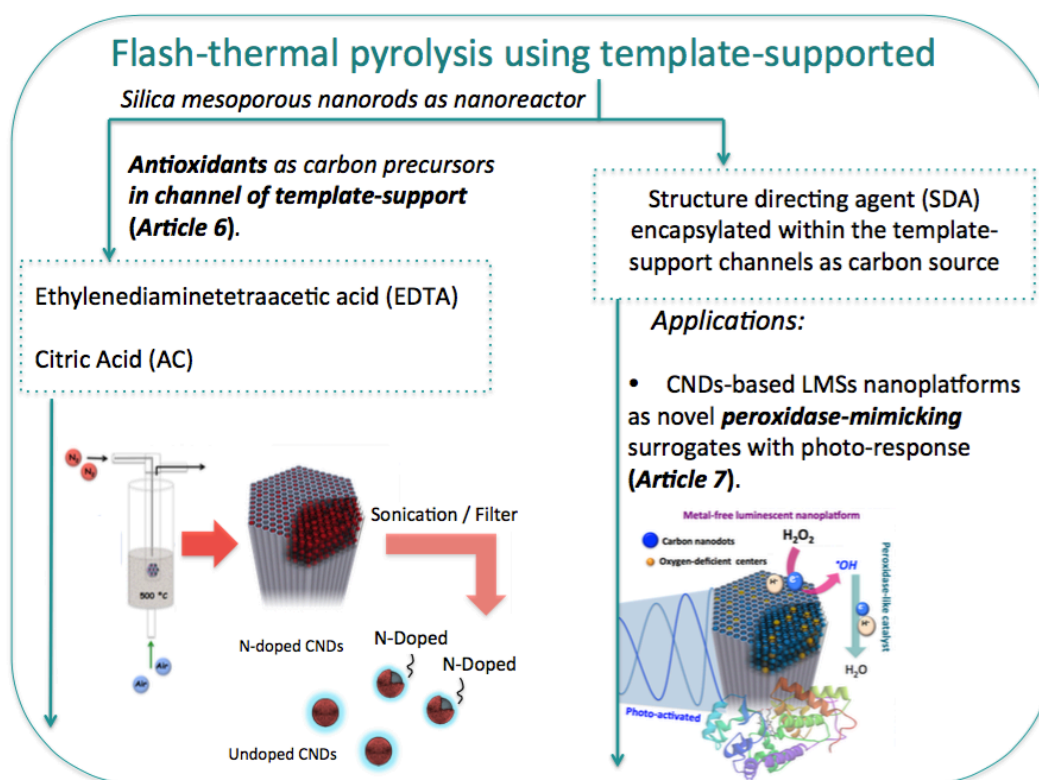 Flash-thermal pyrolysis using template-supported
Silica mesoporous nanorods as nanoreactor
Antioxidants as carbon precursors
in channel of template-support
(Article 6).
Ethylenediaminetetraacetic acid (EDTA)
Citric Acid (AC)
N₂
N₂
500 °C
Air
Air
Sonication / Filter
N-doped CNDs
N-Doped
N-Doped
Undoped CNDs
Structure directing agent (SDA)
encapsylated within the template-
support channels as carbon source
Applications:
• CNDs-based LMSs nanoplatforms
as novel peroxidase-mimicking
surrogates with photo-response
(Article 7).
Metal-free luminescent nanoplatform
Carbon nanodots
Oxygen-deficient centers
H₂O₂
•OH
H⁺
e⁻
e⁻
H⁺
H₂O
Peroxidase-like catalyst
Photo-activated